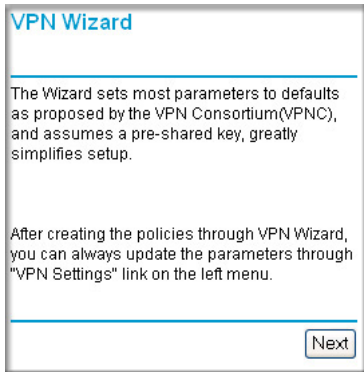 VPN Wizard
The Wizard sets most parameters to defaults
as proposed by the VPN Consortium(VPNC),
and assumes a pre-shared key, greatly
simplifies setup.
After creating the policies through VPN Wizard,
you can always update the parameters through
"VPN Settings" link on the left menu.
Next